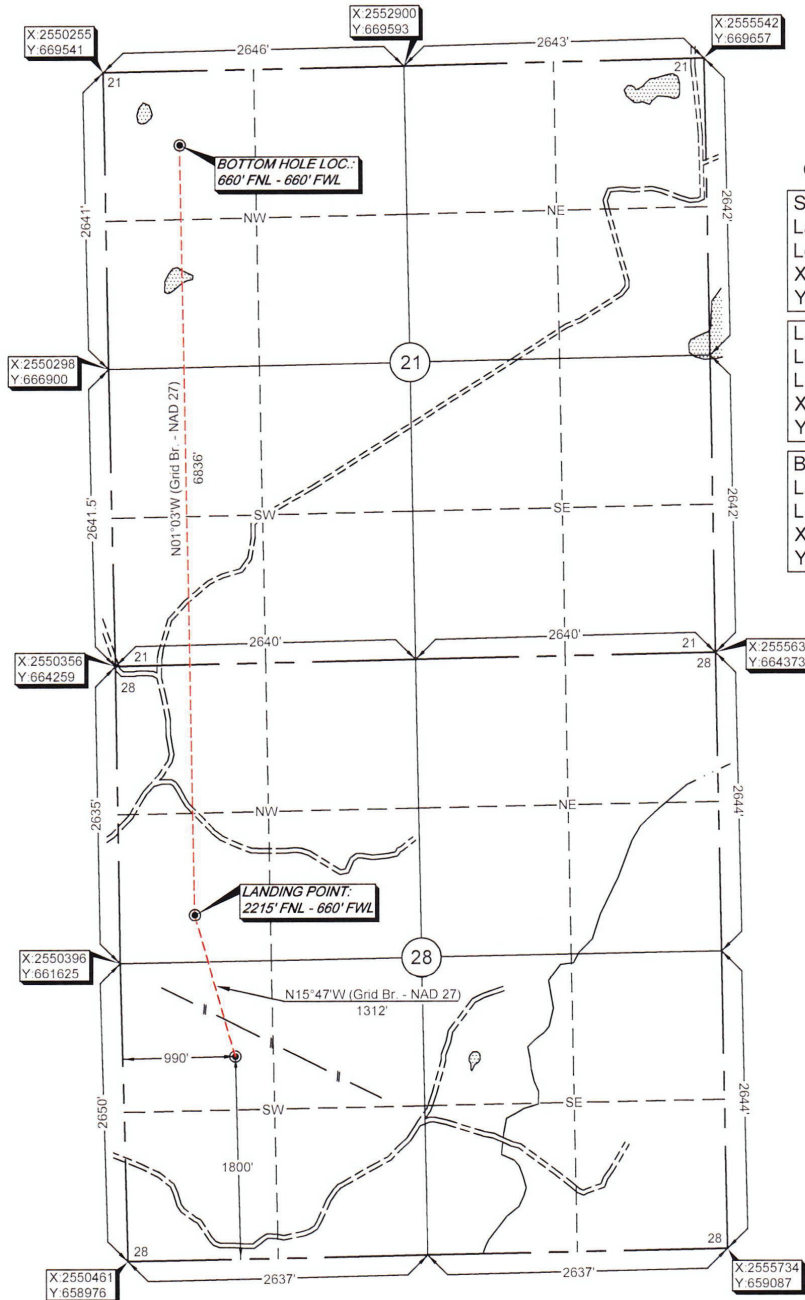 X:2550255
Y:669541
X:2552900
Y:669593
X:2555542
Y:669657
2646'
2643'
21
21
BOTTOM HOLE LOC.:
660' FNL - 660' FWL
NW
NE
2641'
2642'
X:2550298
Y:666900
21
N01°03'W (Grid Br. - NAD 27)
6836'
2641.5'
2642'
SW
SE
2640'
2640'
X:2550356
Y:664259
21
28
21
28
X:255563
Y:664373
2635'
2644'
NW
NE
LANDING POINT:
2215' FNL - 660' FWL
X:2550396
Y:661625
28
N15°47'W (Grid Br. - NAD 27)
1312'
990'
2650'
2644'
SW
SE
1800'
28
28
X:2550461
Y:658976
2637'
2637'
X:2555734
Y:659087
S
L
X
Y
L
L
L
X
Y
B
L
L
X
Y